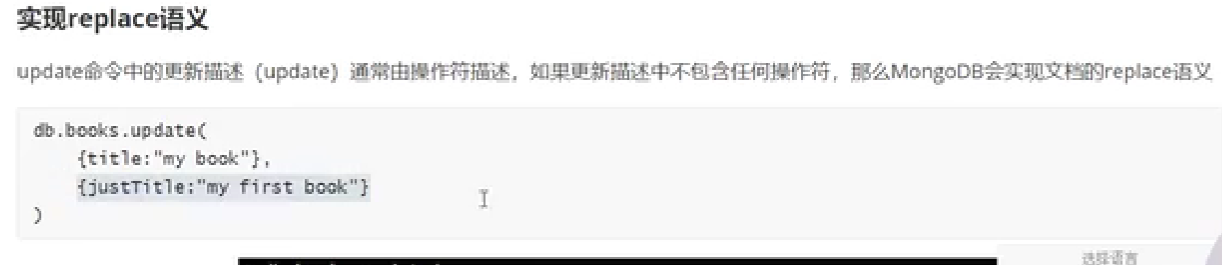 实现replace语义
update命令中的更新描述（update）通常由操作符描述，如果更新描述中不包含任何操作符，那么MongoDB会实现文档的replace语义
db.books.update(
{title:"my book"},
{justTitle:"my first book"}
)
选择语言